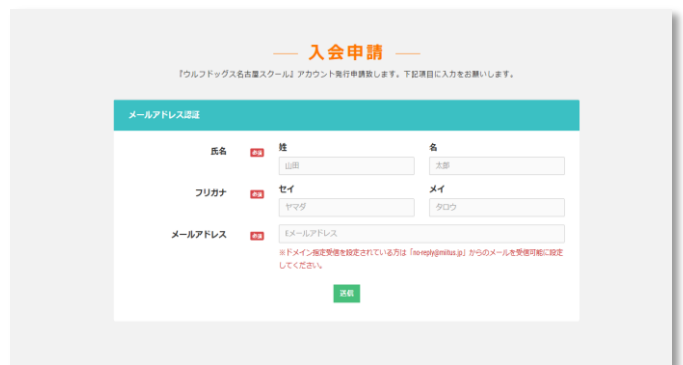 入会申請
『ウルフドッグス名古屋スクール』アカウント発行申請致します。下記項目に入力をお願いします。
メールアドレス認証
氏名 必須 姓 名
山田 太郎
フリガナ 必須 セイ メイ
ヤマダ タロウ
メールアドレス 必須 Eメールアドレス
※ドメイン指定受信を設定されている方は「no-reply@miitus.jp」からのメールを受信可能に設定
してください。
送信